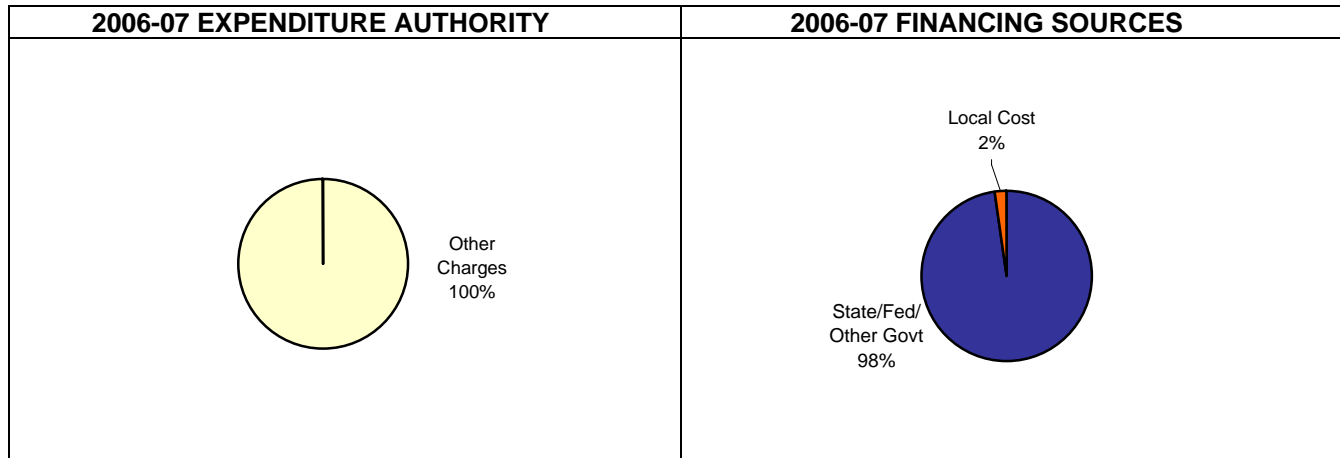 2006-07 EXPENDITURE AUTHORITY
Other
Charges
100%
2006-07 FINANCING SOURCES
Local Cost
2%
State/Fed/
Other Govt
98%